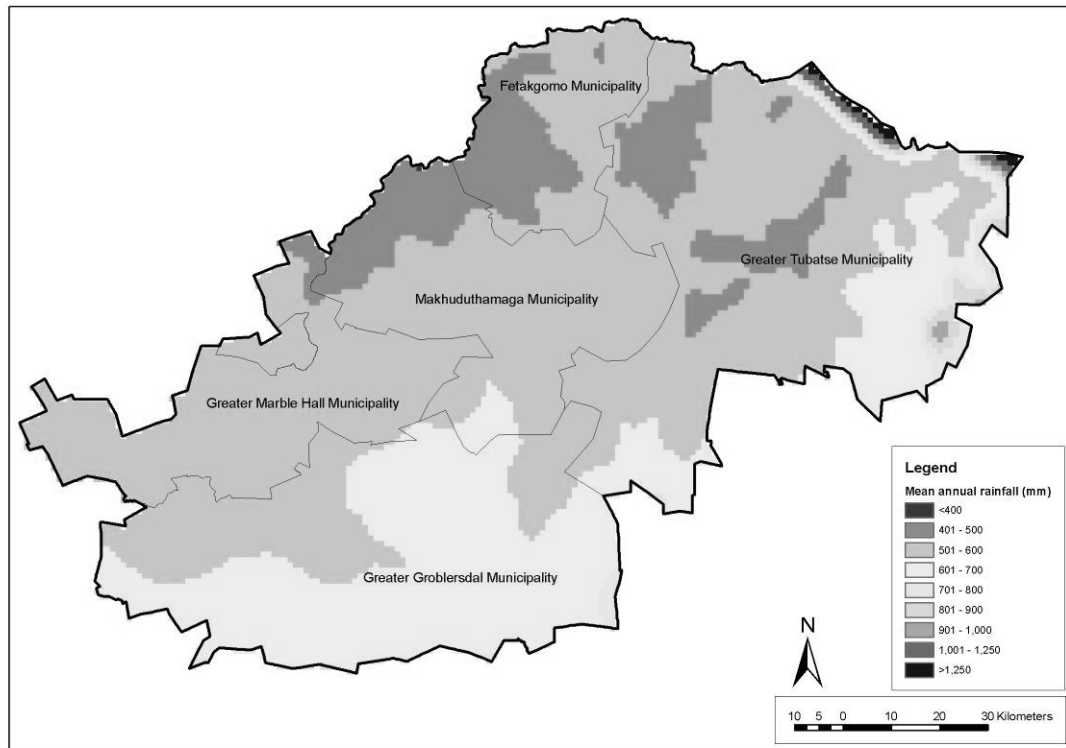 Fetakgomo Municipality
Greater Tubatse Municipality
Makhuduthamaga Municipality
Greater Marble Hall Municipality
Greater Groblersdal Municipality
Legend
Mean annual rainfall (mm)
<400
401 - 500
501 - 600
601 - 700
701 - 800
801 - 900
901 - 1,000
1,001 - 1,250
>1,250
N
10 5 0 10 20 30 Kilometers